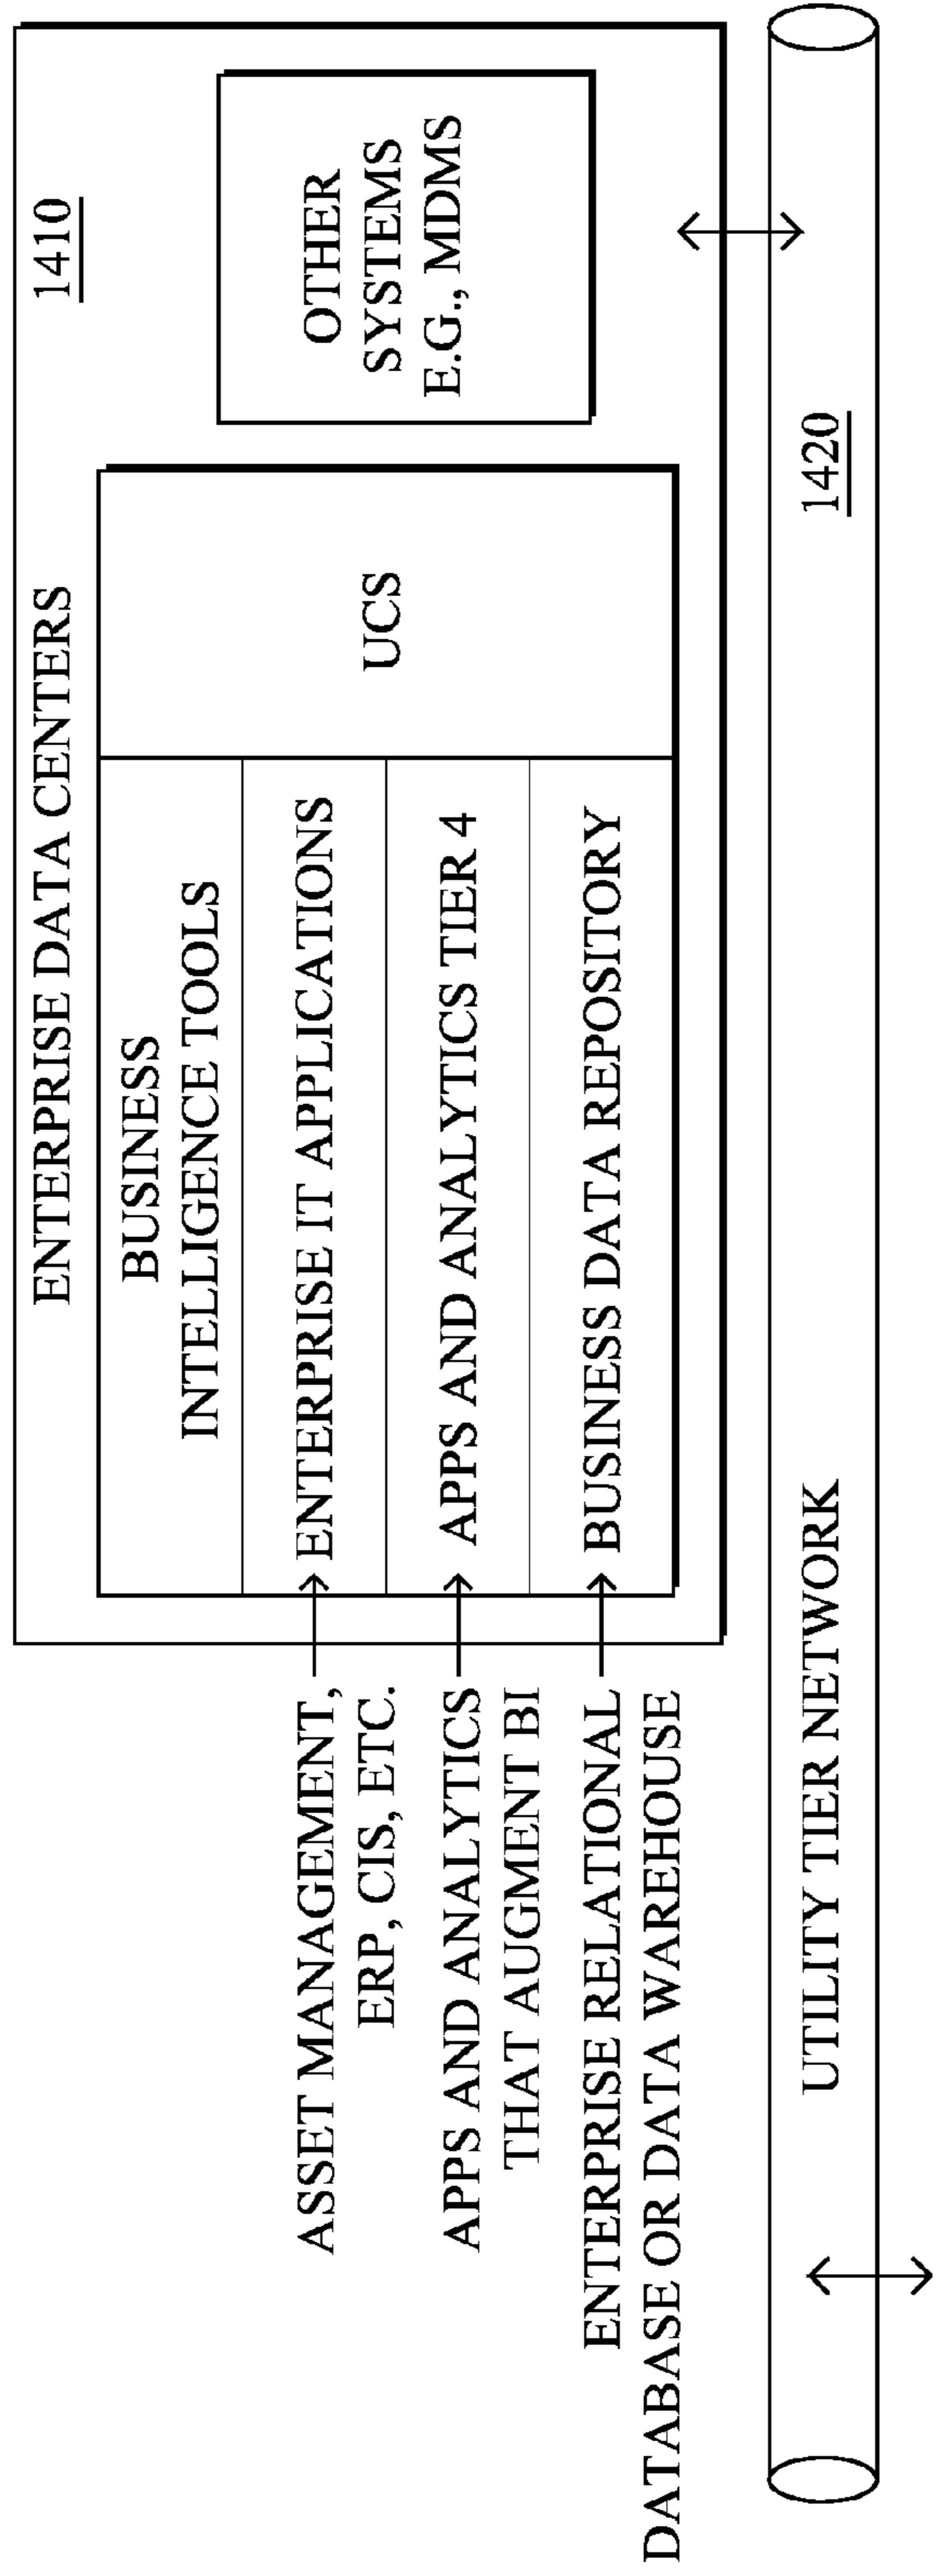 ENTERPRISE DATA CENTERS
1410
BUSINESS
INTELLIGENCE TOOLS
ENTERPRISE IT APPLICATIONS
APPS AND ANALYTICS TIER 4
BUSINESS DATA REPOSITORY
UCS
OTHER
SYSTEMS
E.G., MDMS
ASSET MANAGEMENT,
ERP, CIS, ETC.
APPS AND ANALYTICS
THAT AUGMENT BI
ENTERPRISE RELATIONAL
DATABASE OR DATA WAREHOUSE
UTILITY TIER NETWORK
1420